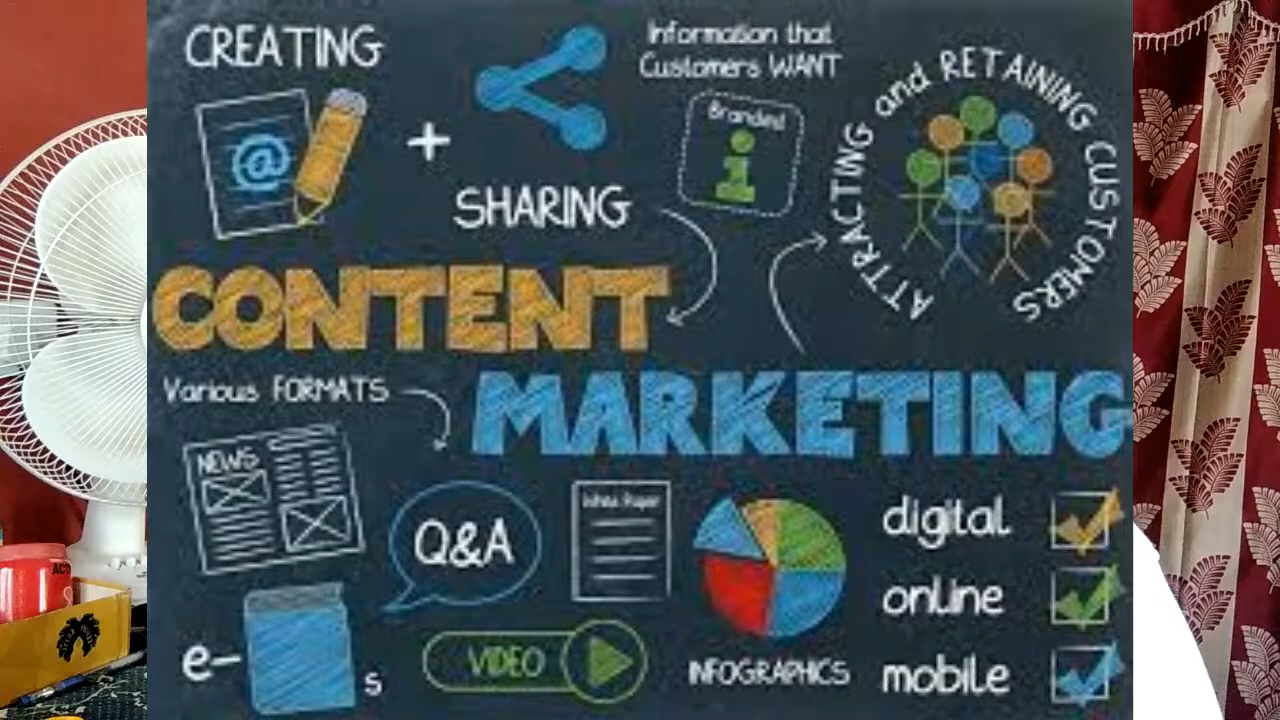 CREATING
+
SHARING
Information that
Customers WANT
Branded
i
ATTRACTING and RETAINING CUSTOMERS
@
CONTENT
MARKETING
Various FORMATS
NEWS
Q&A
White Paper
e-
s
VIDEO
INFOGRAPHICS
digital
online
mobile